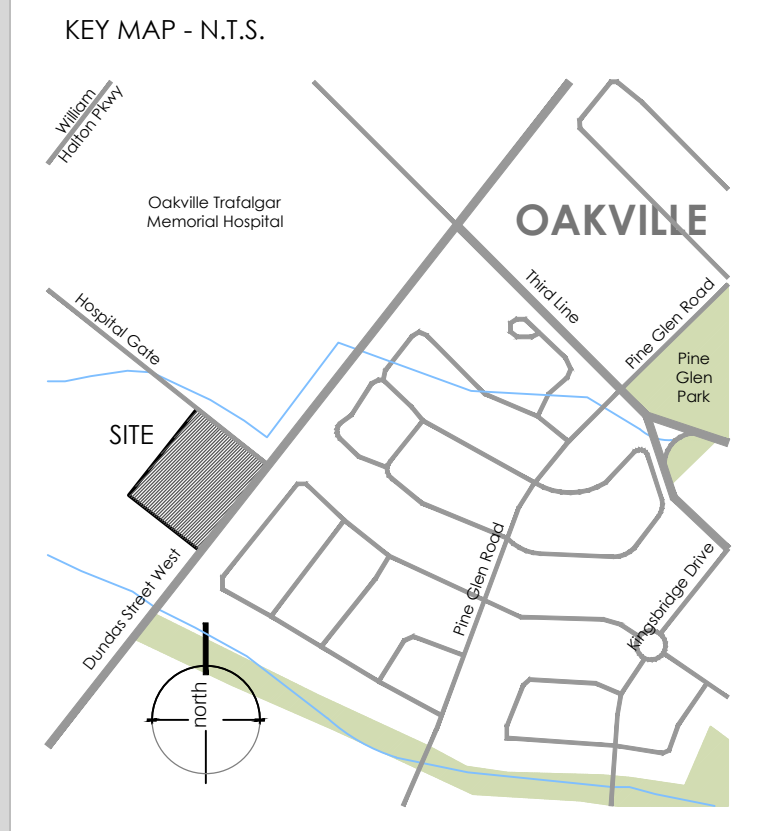 KEY MAP - N.T.S.
William
Halton Pkwy
Oakville Trafalgar
Memorial Hospital
OAKVILLE
Third Line
Hospital Gate
Pine Glen Road
Pine
Glen
Park
SITE
Dundas Street West
Pine Glen Road
Kingsbridge Drive
north